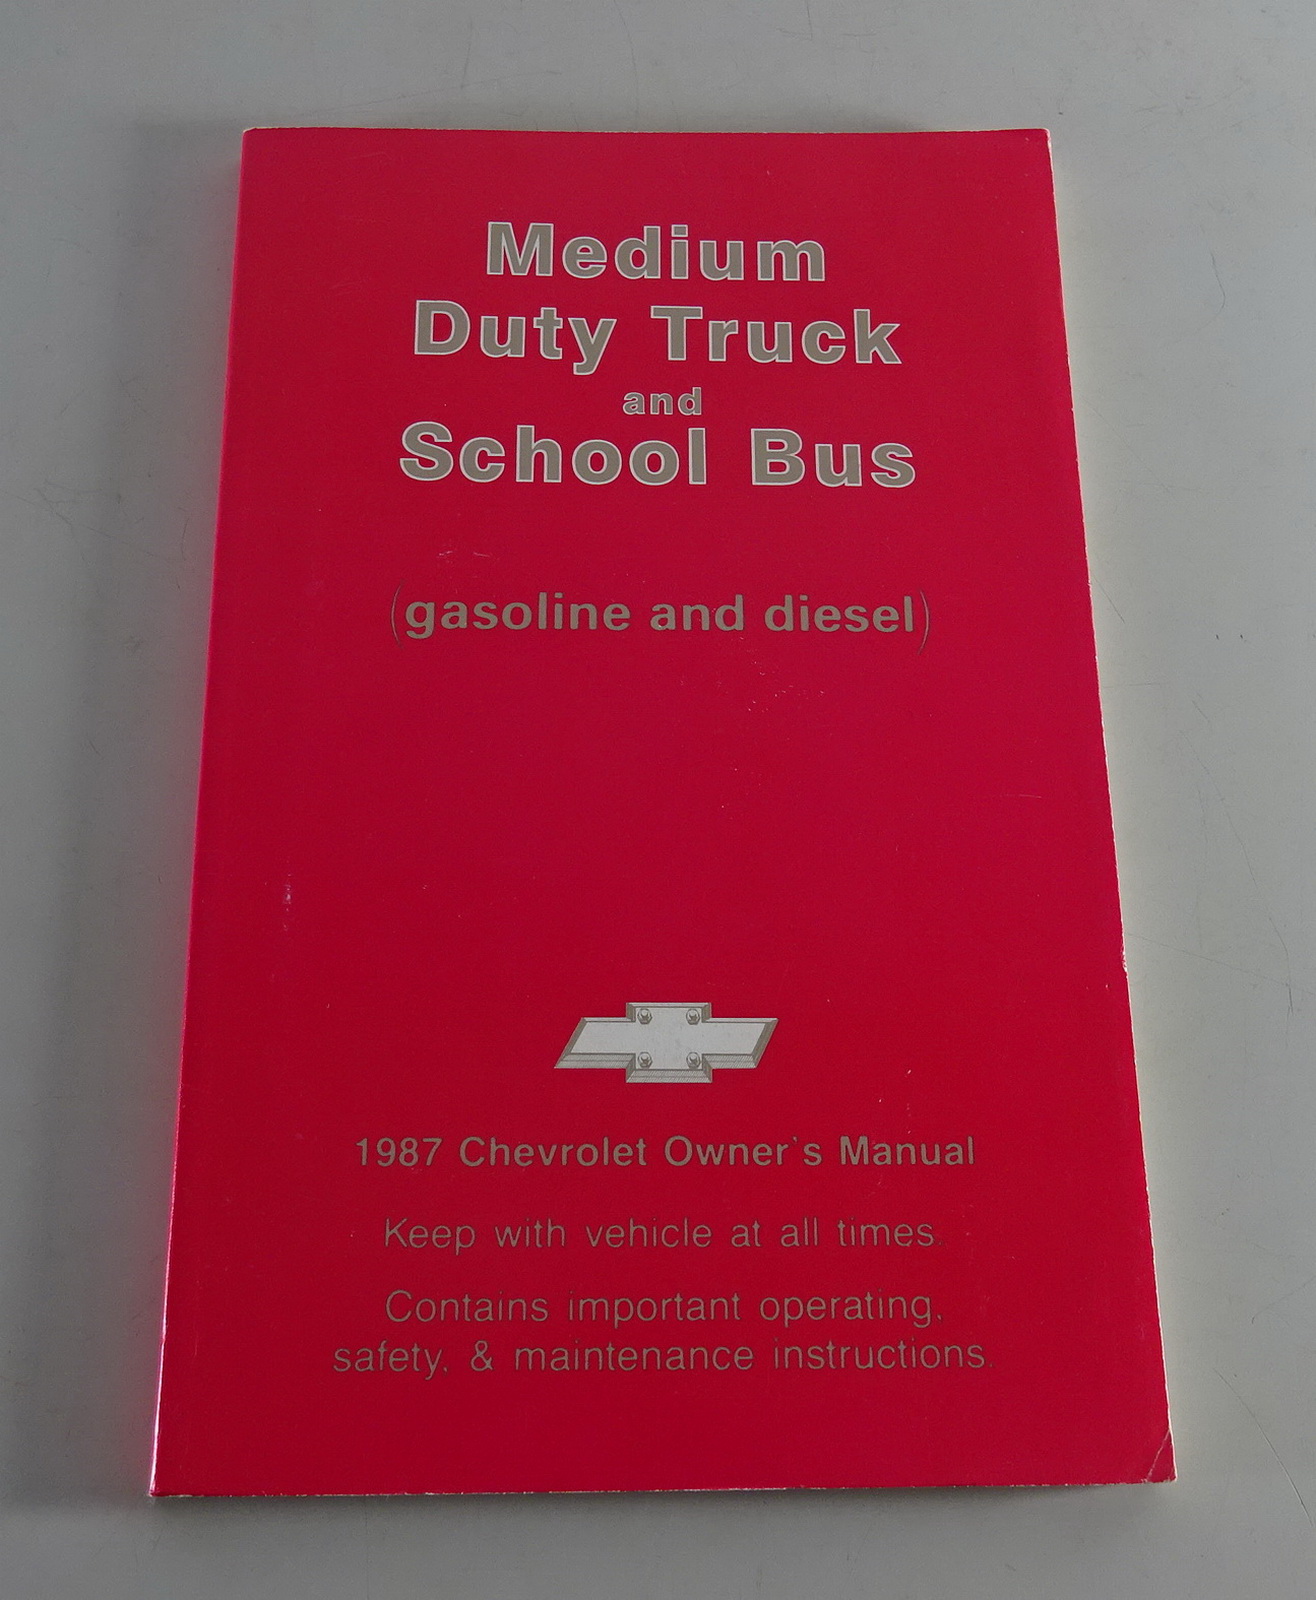 Medium
Duty Truck
and
School Bus
(gasoline and diesel)
1987 Chevrolet Owner's Manual
Keep with vehicle at all times.
Contains important operating,
safety, & maintenance instructions.